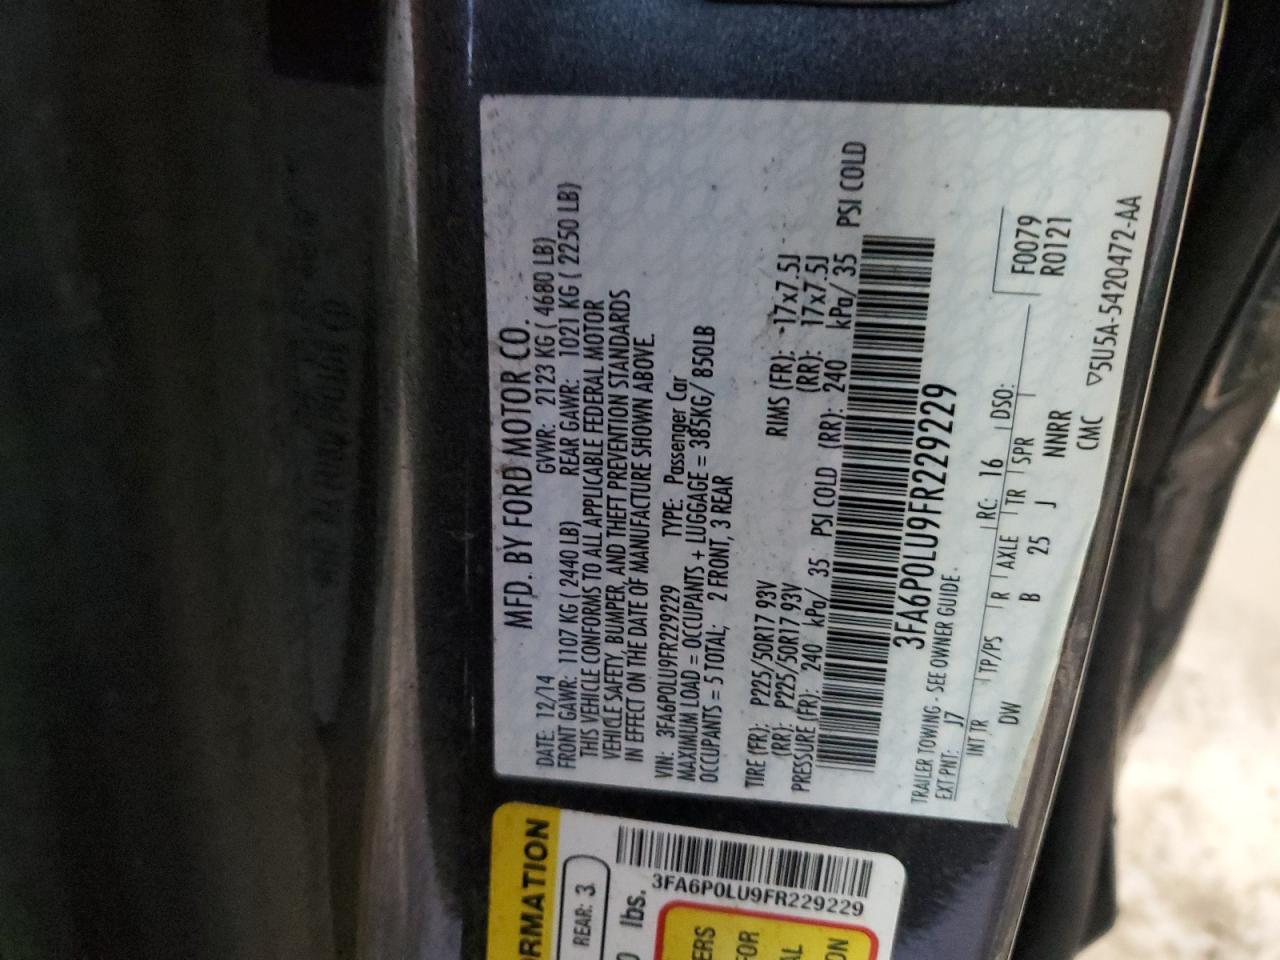 MFD. BY FORD MOTOR CO.
DATE: 12/14 GVWR: 2123 KG ( 4680 LB)
FRONT GAWR: 1107 KG ( 2440 LB) REAR GAWR: 1021 KG ( 2250 LB)
THIS VEHICLE CONFORMS TO ALL APPLICABLE FEDERAL MOTOR
VEHICLE SAFETY, BUMPER, AND THEFT PREVENTION STANDARDS
IN EFFECT ON THE DATE OF MANUFACTURE SHOWN ABOVE.
VIN: 3FA6P0LU9FR229229 TYPE: Passenger Car
MAXIMUM LOAD = OCCUPANTS + LUGGAGE = 385KG/ 850LB
OCCUPANTS = 5 TOTAL; 2 FRONT, 3 REAR
TIRE (FR): P225/50R17 93V RIMS (FR): 17x7.5J
(RR): P225/50R17 93V (RR): 17x7.5J
PRESSURE (FR): 240 kPa/ 35 PSI COLD (RR): 240 kPa/ 35 PSI COLD
3FA6P0LU9FR229229
TRAILER TOWING - SEE OWNER GUIDE.
EXT PNT: J7 RC: 16 DSO: F0079
R0121
INT TR TP/PS R AXLE TR SPR
DW B 25 J NNRR
CMC
▽5U5A-5420472-AA
RMATION
REAR: 3
lbs.
3FA6P0LU9FR229229
ERS
FOR
AL
ON